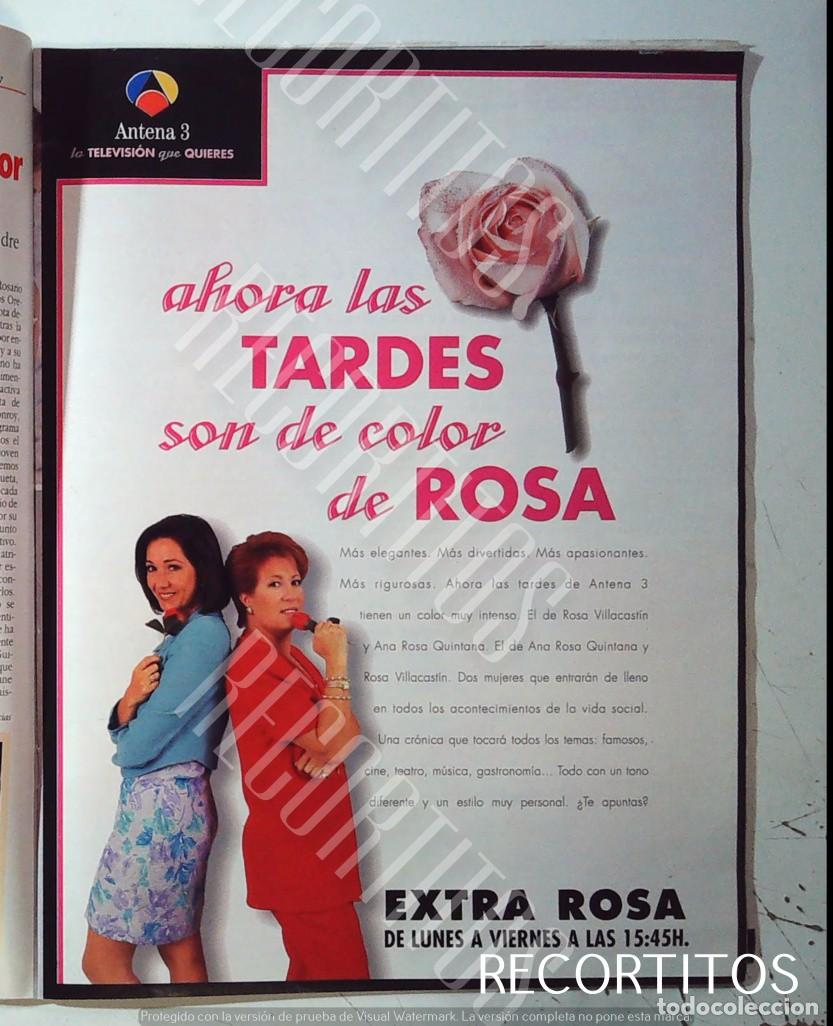 Antena 3
la TELEVISIÓN que QUIERES
ahora las
TARDES
son de color
de ROSA
Más elegantes. Más divertidas. Más apasionantes.
Más rigurosas. Ahora las tardes de Antena 3
tienen un color muy intenso. El de Rosa Villacastín
y Ana Rosa Quintana. El de Ana Rosa Quintana y
Rosa Villacastín. Dos mujeres que entrarán de lleno
en todos los acontecimientos de la vida social.
Una crónica que tocará todos los temas: famosos,
cine, teatro, música, gastronomía... Todo con un tono
diferente y un estilo muy personal. ¿Te apuntas?
EXTRA ROSA
DE LUNES A VIERNES A LAS 15:45H.
RECORTITOS
todocoleccion
Protegido con la versión de prueba de Visual Watermark. La versión completa no pone esta marca.
RECORTITOS
RECORTITOS
RECORTITOS
or
dre